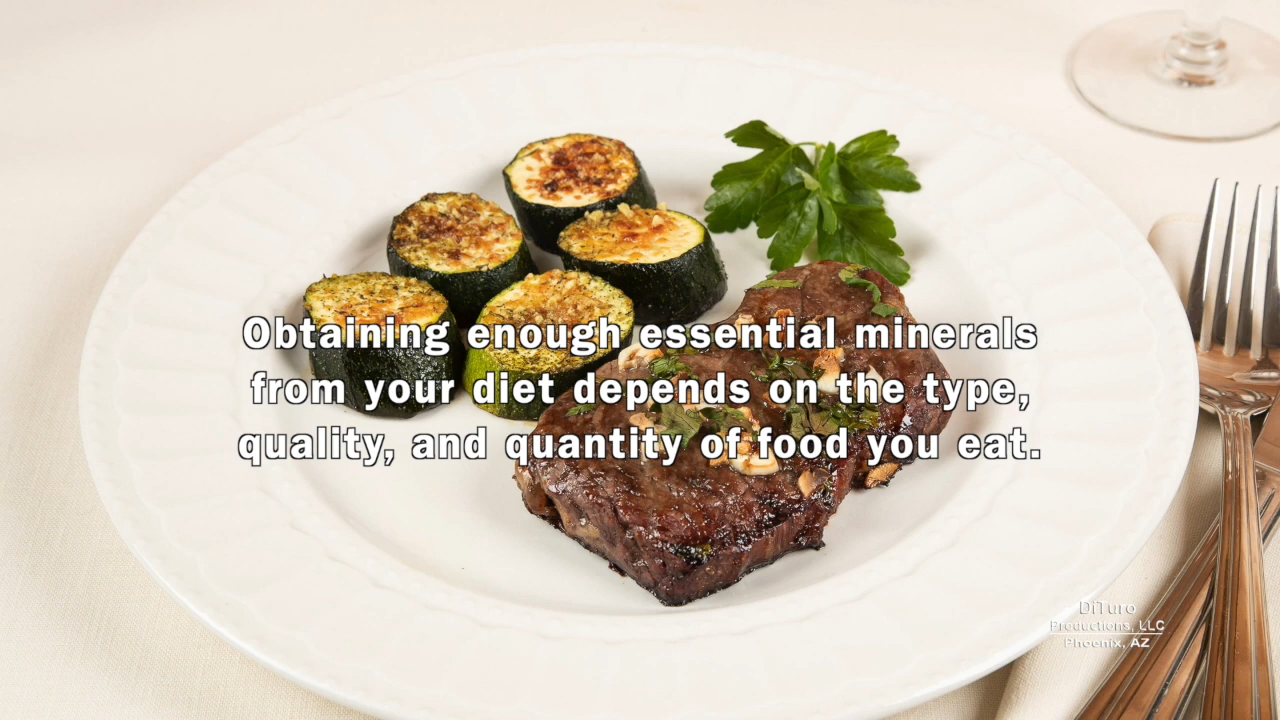 Obtaining enough essential minerals
from your diet depends on the type,
quality, and quantity of food you eat.
DiTuro
Productions, LLC
Phoenix, AZ